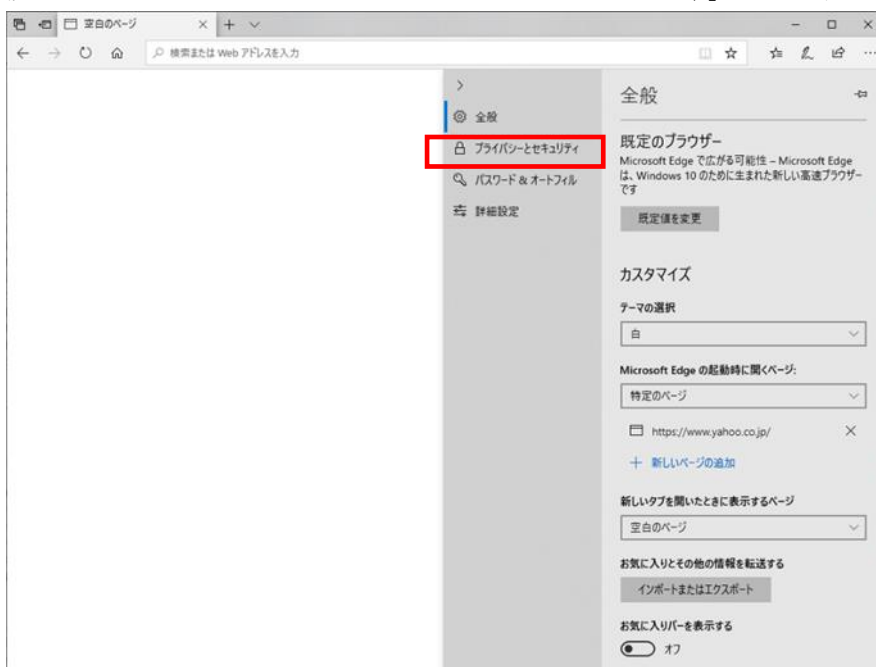 空白のページ
検索または Web アドレスを入力
全般
プライバシーとセキュリティ
パスワード & オートフィル
詳細設定
全般
既定のブラウザー
Microsoft Edge で広がる可能性 – Microsoft Edge
は、Windows 10 のために生まれた新しい高速ブラウザー
です
既定値を変更
カスタマイズ
テーマの選択
白
Microsoft Edge の起動時に開くページ:
特定のページ
https://www.yahoo.co.jp/
新しいページの追加
新しいタブを開いたときに表示するページ
空白のページ
お気に入りとその他の情報を転送する
インポートまたはエクスポート
お気に入りバーを表示する
オフ